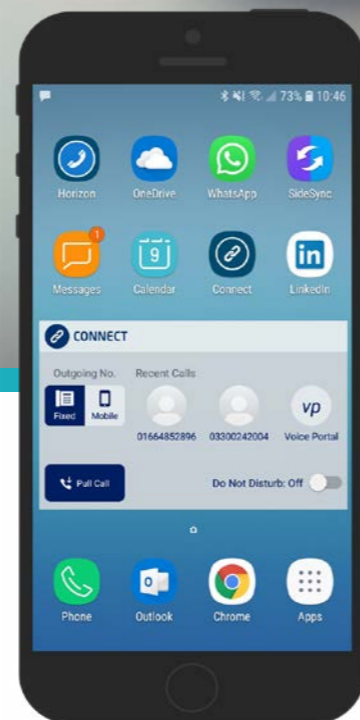 73% 10:46
Horizon OneDrive WhatsApp SideSync
1
9
in
Messages Calendar Connect LinkedIn
CONNECT
Outgoing No. Recent Calls
Fixed Mobile
01664852896 03300242004
vp
Voice Portal
Pull Call
Do Not Disturb: Off
o
Phone Outlook Chrome Apps